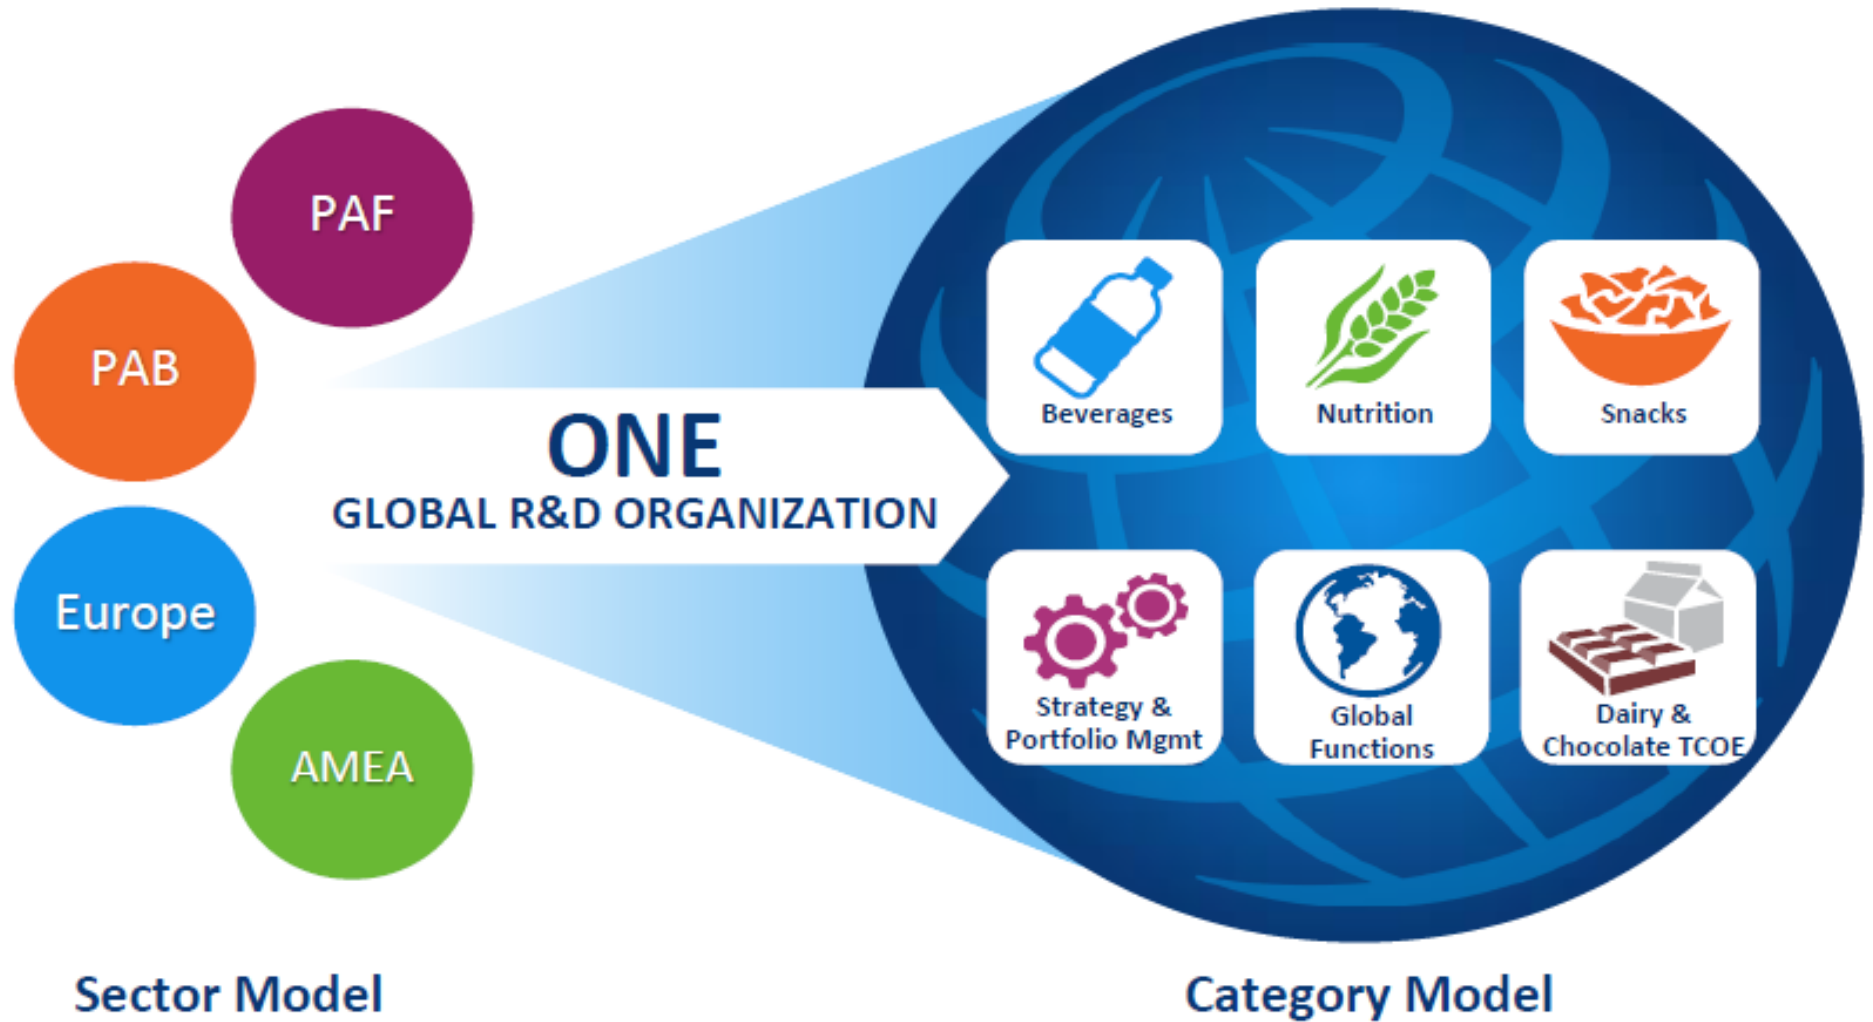 PAF
PAB
Europe
AMEA
Sector Model
ONE
GLOBAL R&D ORGANIZATION
Beverages
Nutrition
Snacks
Strategy &
Portfolio Mgmt
Global
Functions
Dairy &
Chocolate TCOE
Category Model